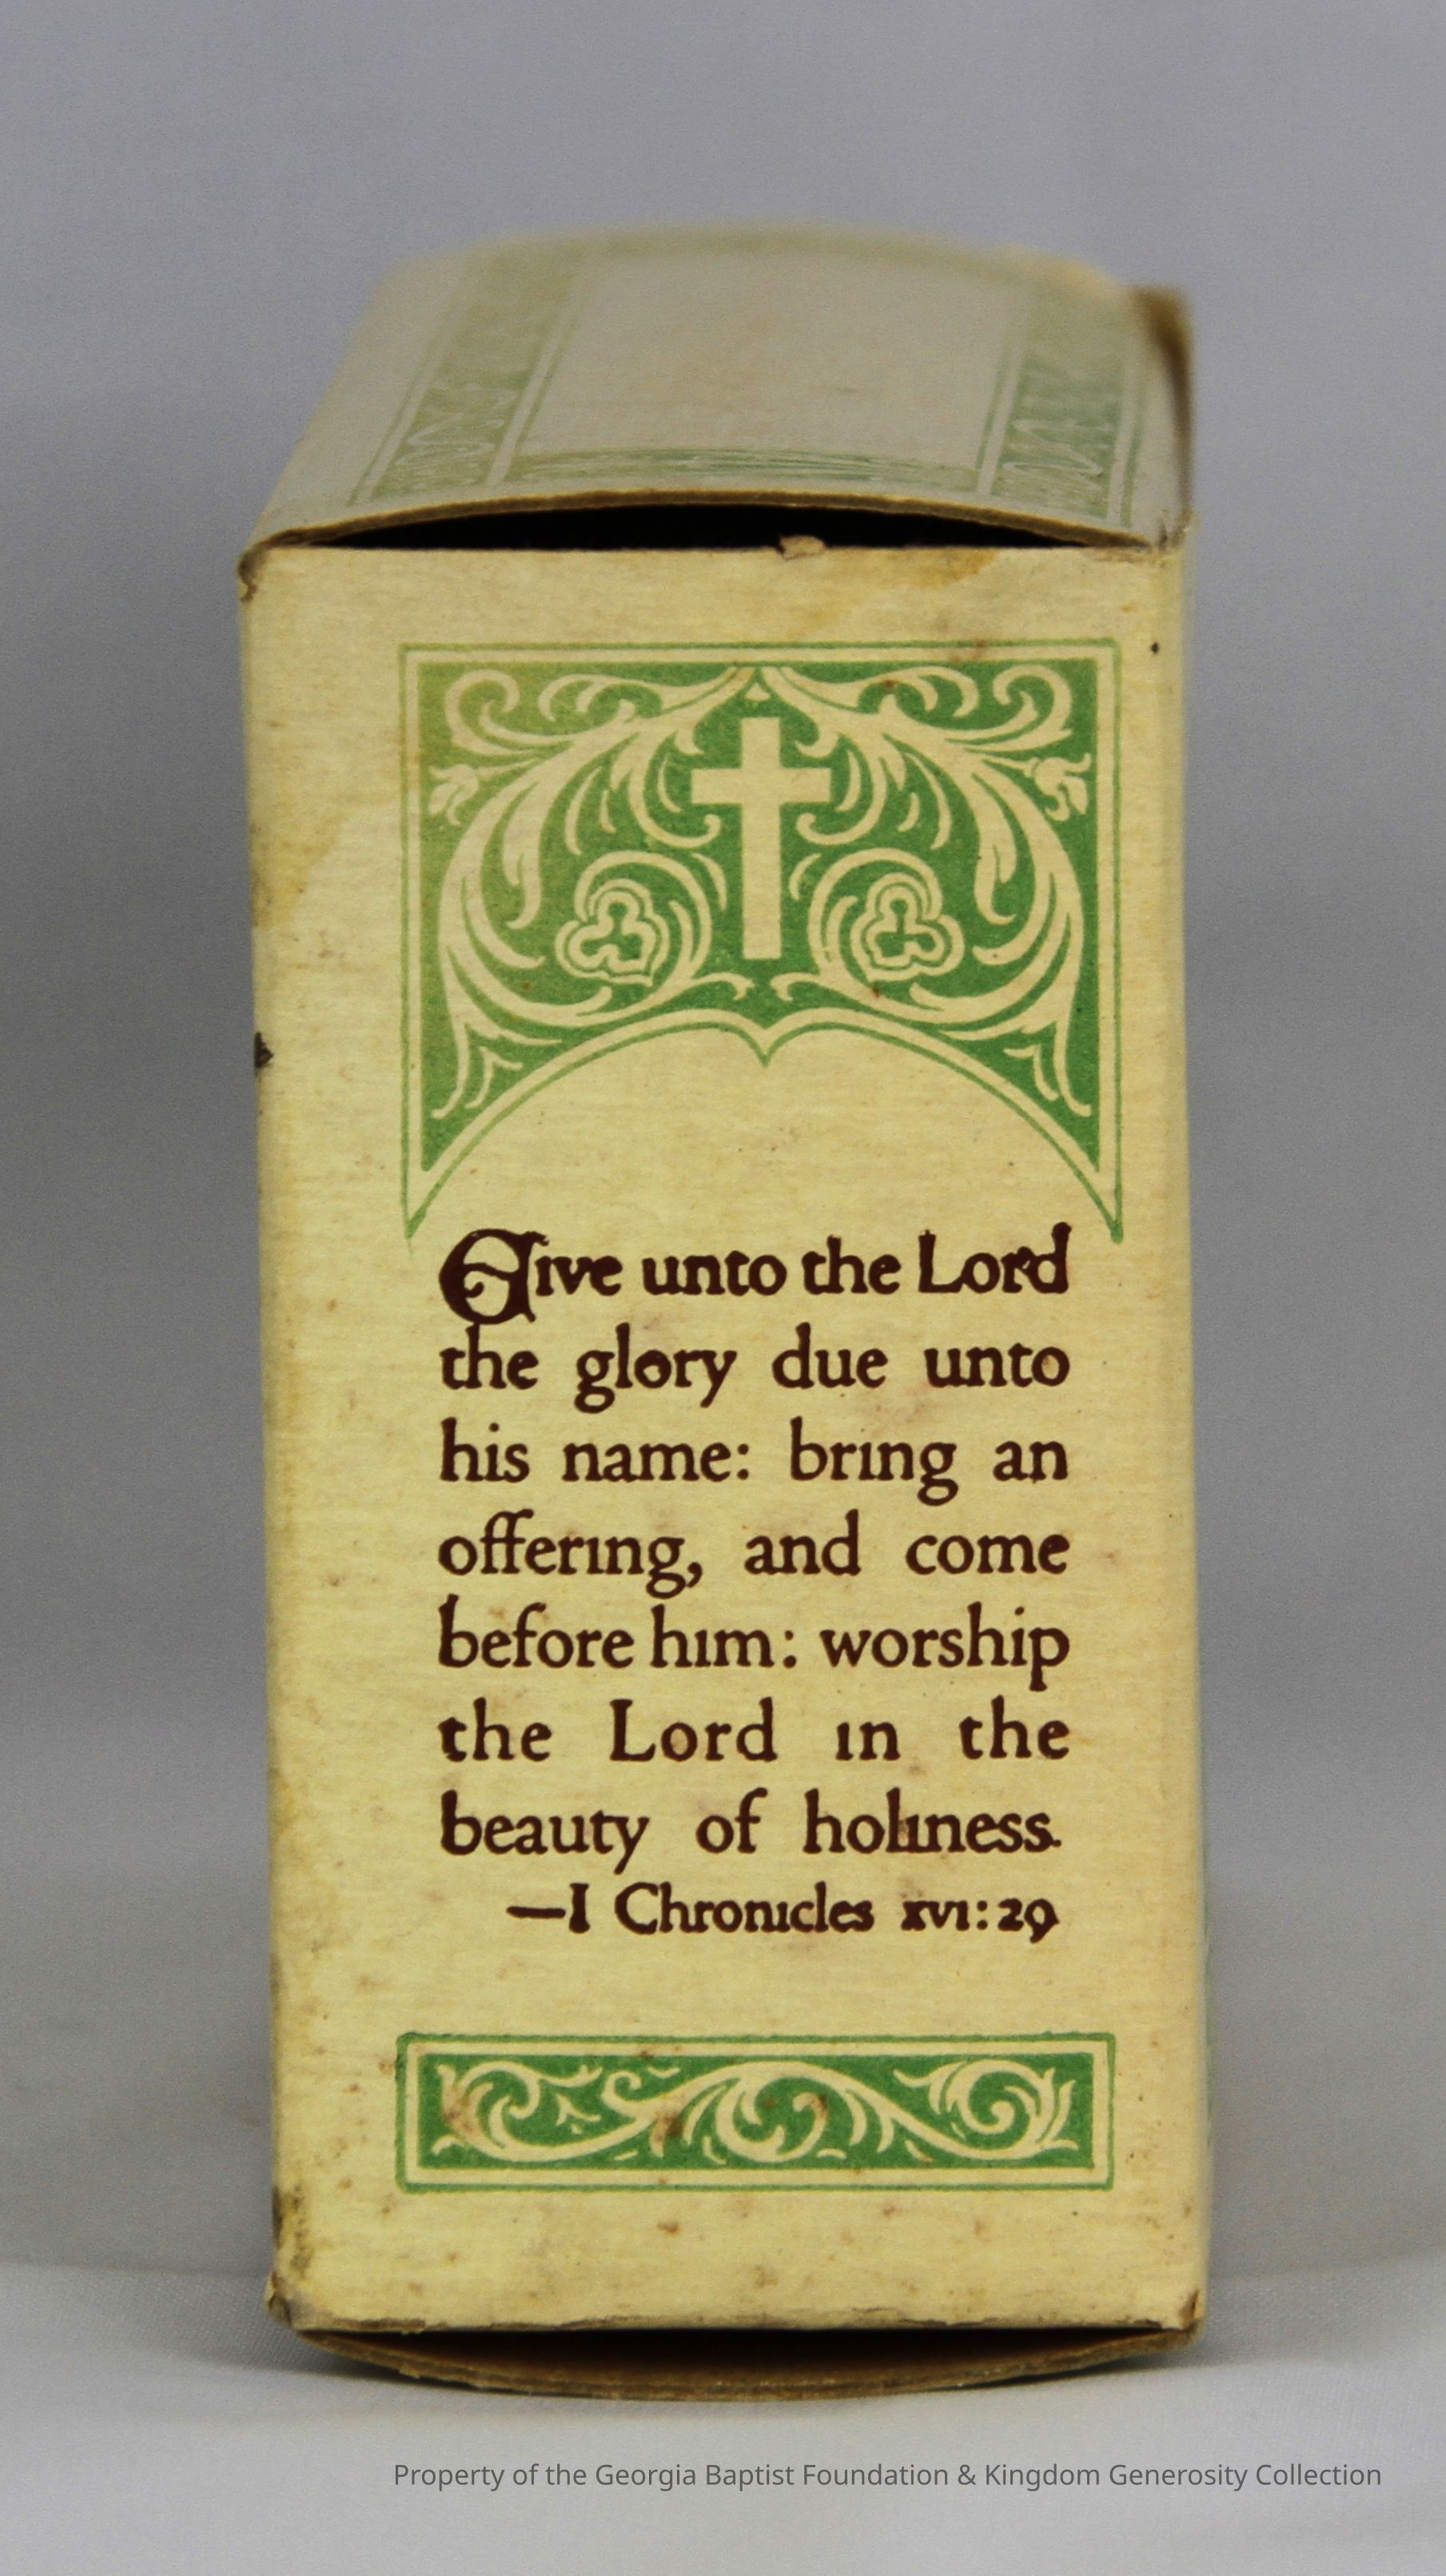 Give unto the Lord
the glory due unto
his name: bring an
offering, and come
before him: worship
the Lord in the
beauty of holiness.
—I Chronicles xvi:29
Property of the Georgia Baptist Foundation & Kingdom Generosity Collection